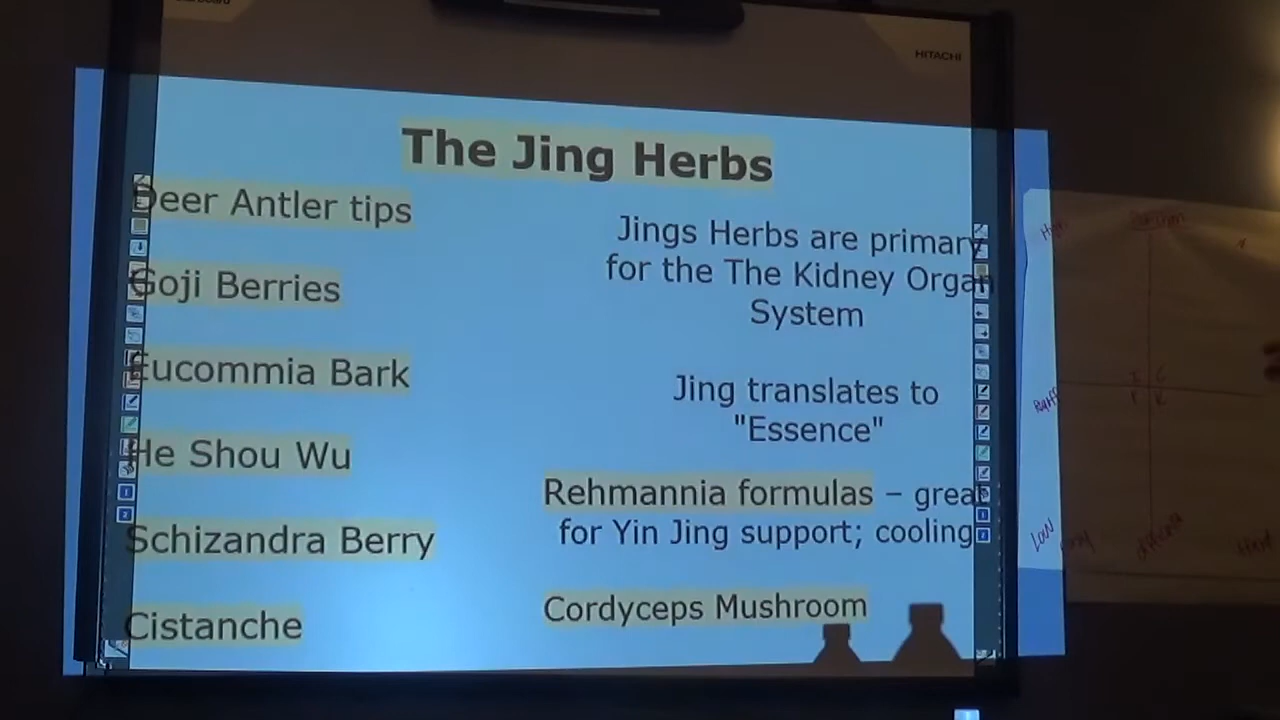 HITACHI
The Jing Herbs
Deer Antler tips
Goji Berries
Eucommia Bark
He Shou Wu
Schizandra Berry
Cistanche
Jings Herbs are primary
for the The Kidney Organ
System
Jing translates to
"Essence"
Rehmannia formulas – great
for Yin Jing support; cooling
Cordyceps Mushroom
Low